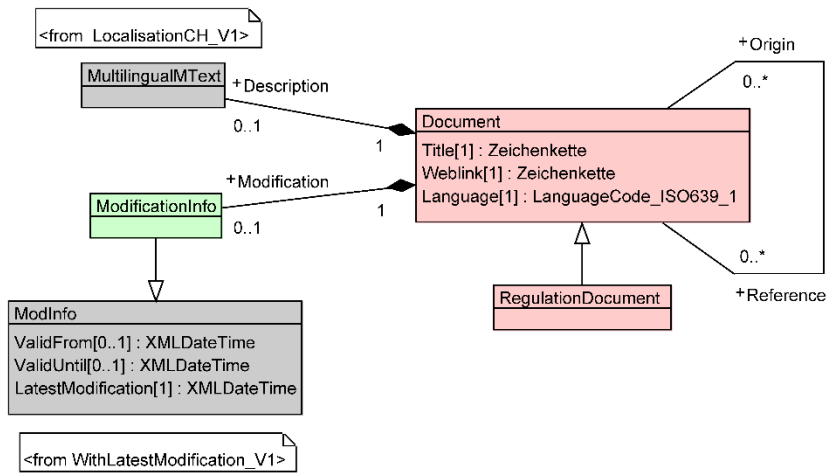 <from LocalisationCH_V1>
MultilingualMText
+Description
0..1
1
+Origin
0..*
Document
Title[1] : Zeichenkette
Weblink[1] : Zeichenkette
Language[1] : LanguageCode_ISO639_1
+Modification
ModificationInfo
0..1
1
0..*
+Reference
RegulationDocument
ModInfo
ValidFrom[0..1] : XMLDateTime
ValidUntil[0..1] : XMLDateTime
LatestModification[1] : XMLDateTime
<from WithLatestModification_V1>